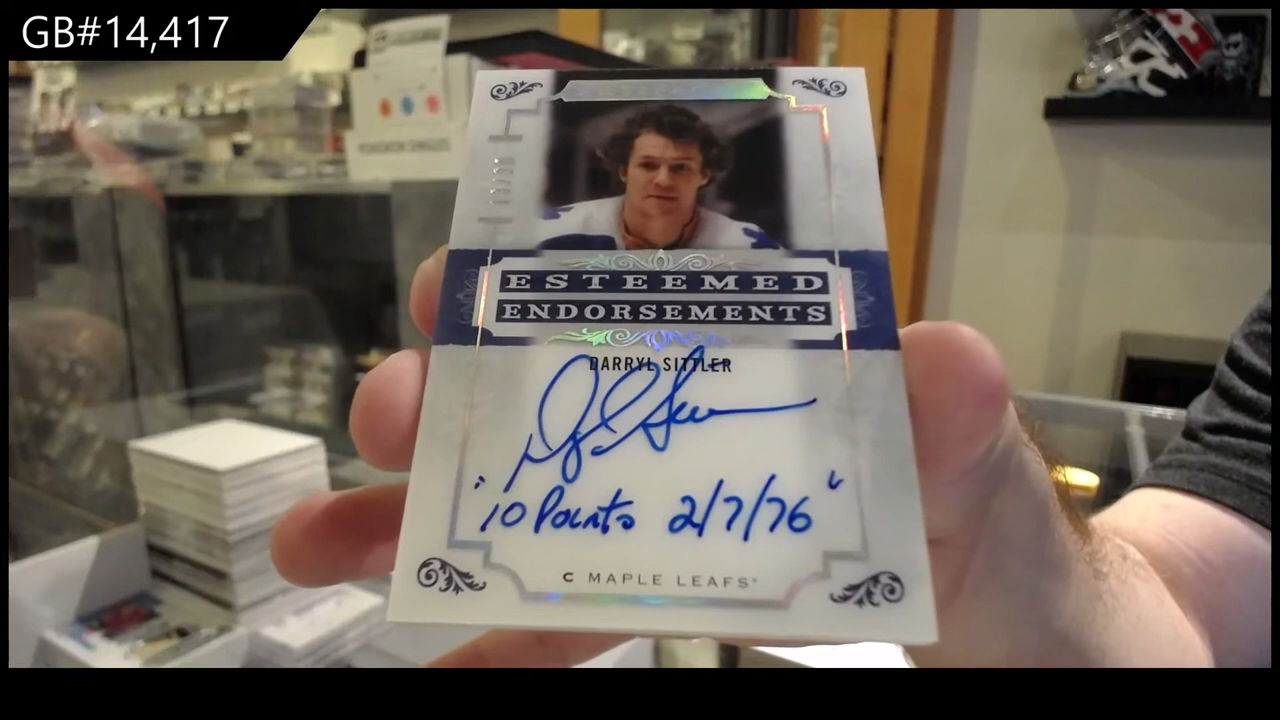 GB#14,417
ESTEEMED
ENDORSEMENTS
DARRYL SITTLER
"10 Points 2/7/76"
C MAPLE LEAFS